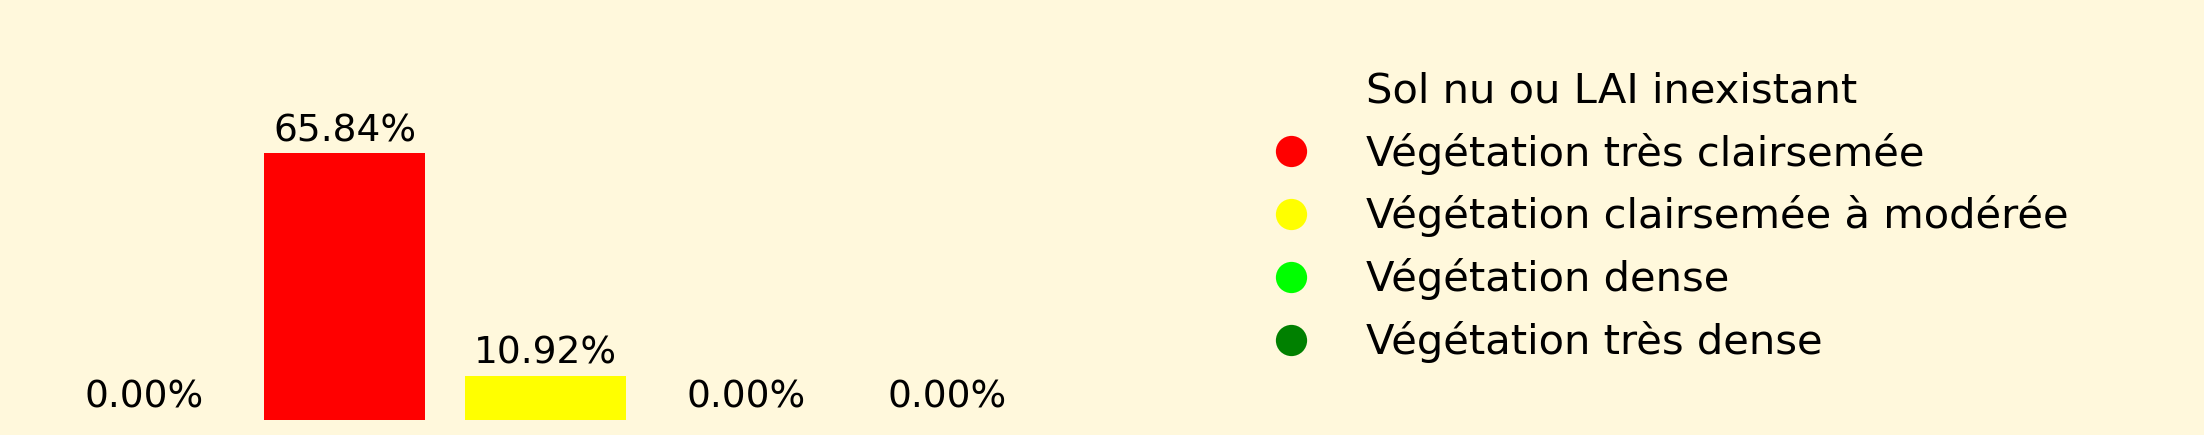 65.84%
10.92%
0.00%
0.00%
0.00%
Sol nu ou LAI inexistant
Végétation très clairsemée
Végétation clairsemée à modérée
Végétation dense
Végétation très dense